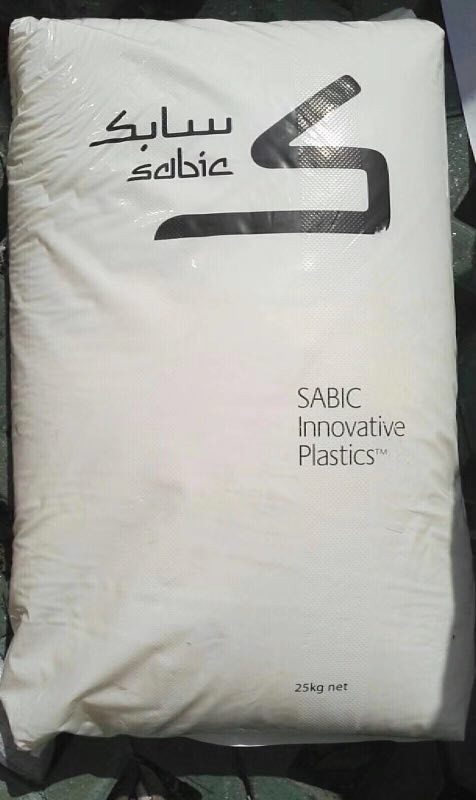 سابك
sabic
ك
SABIC
Innovative
Plastics™
25kg net